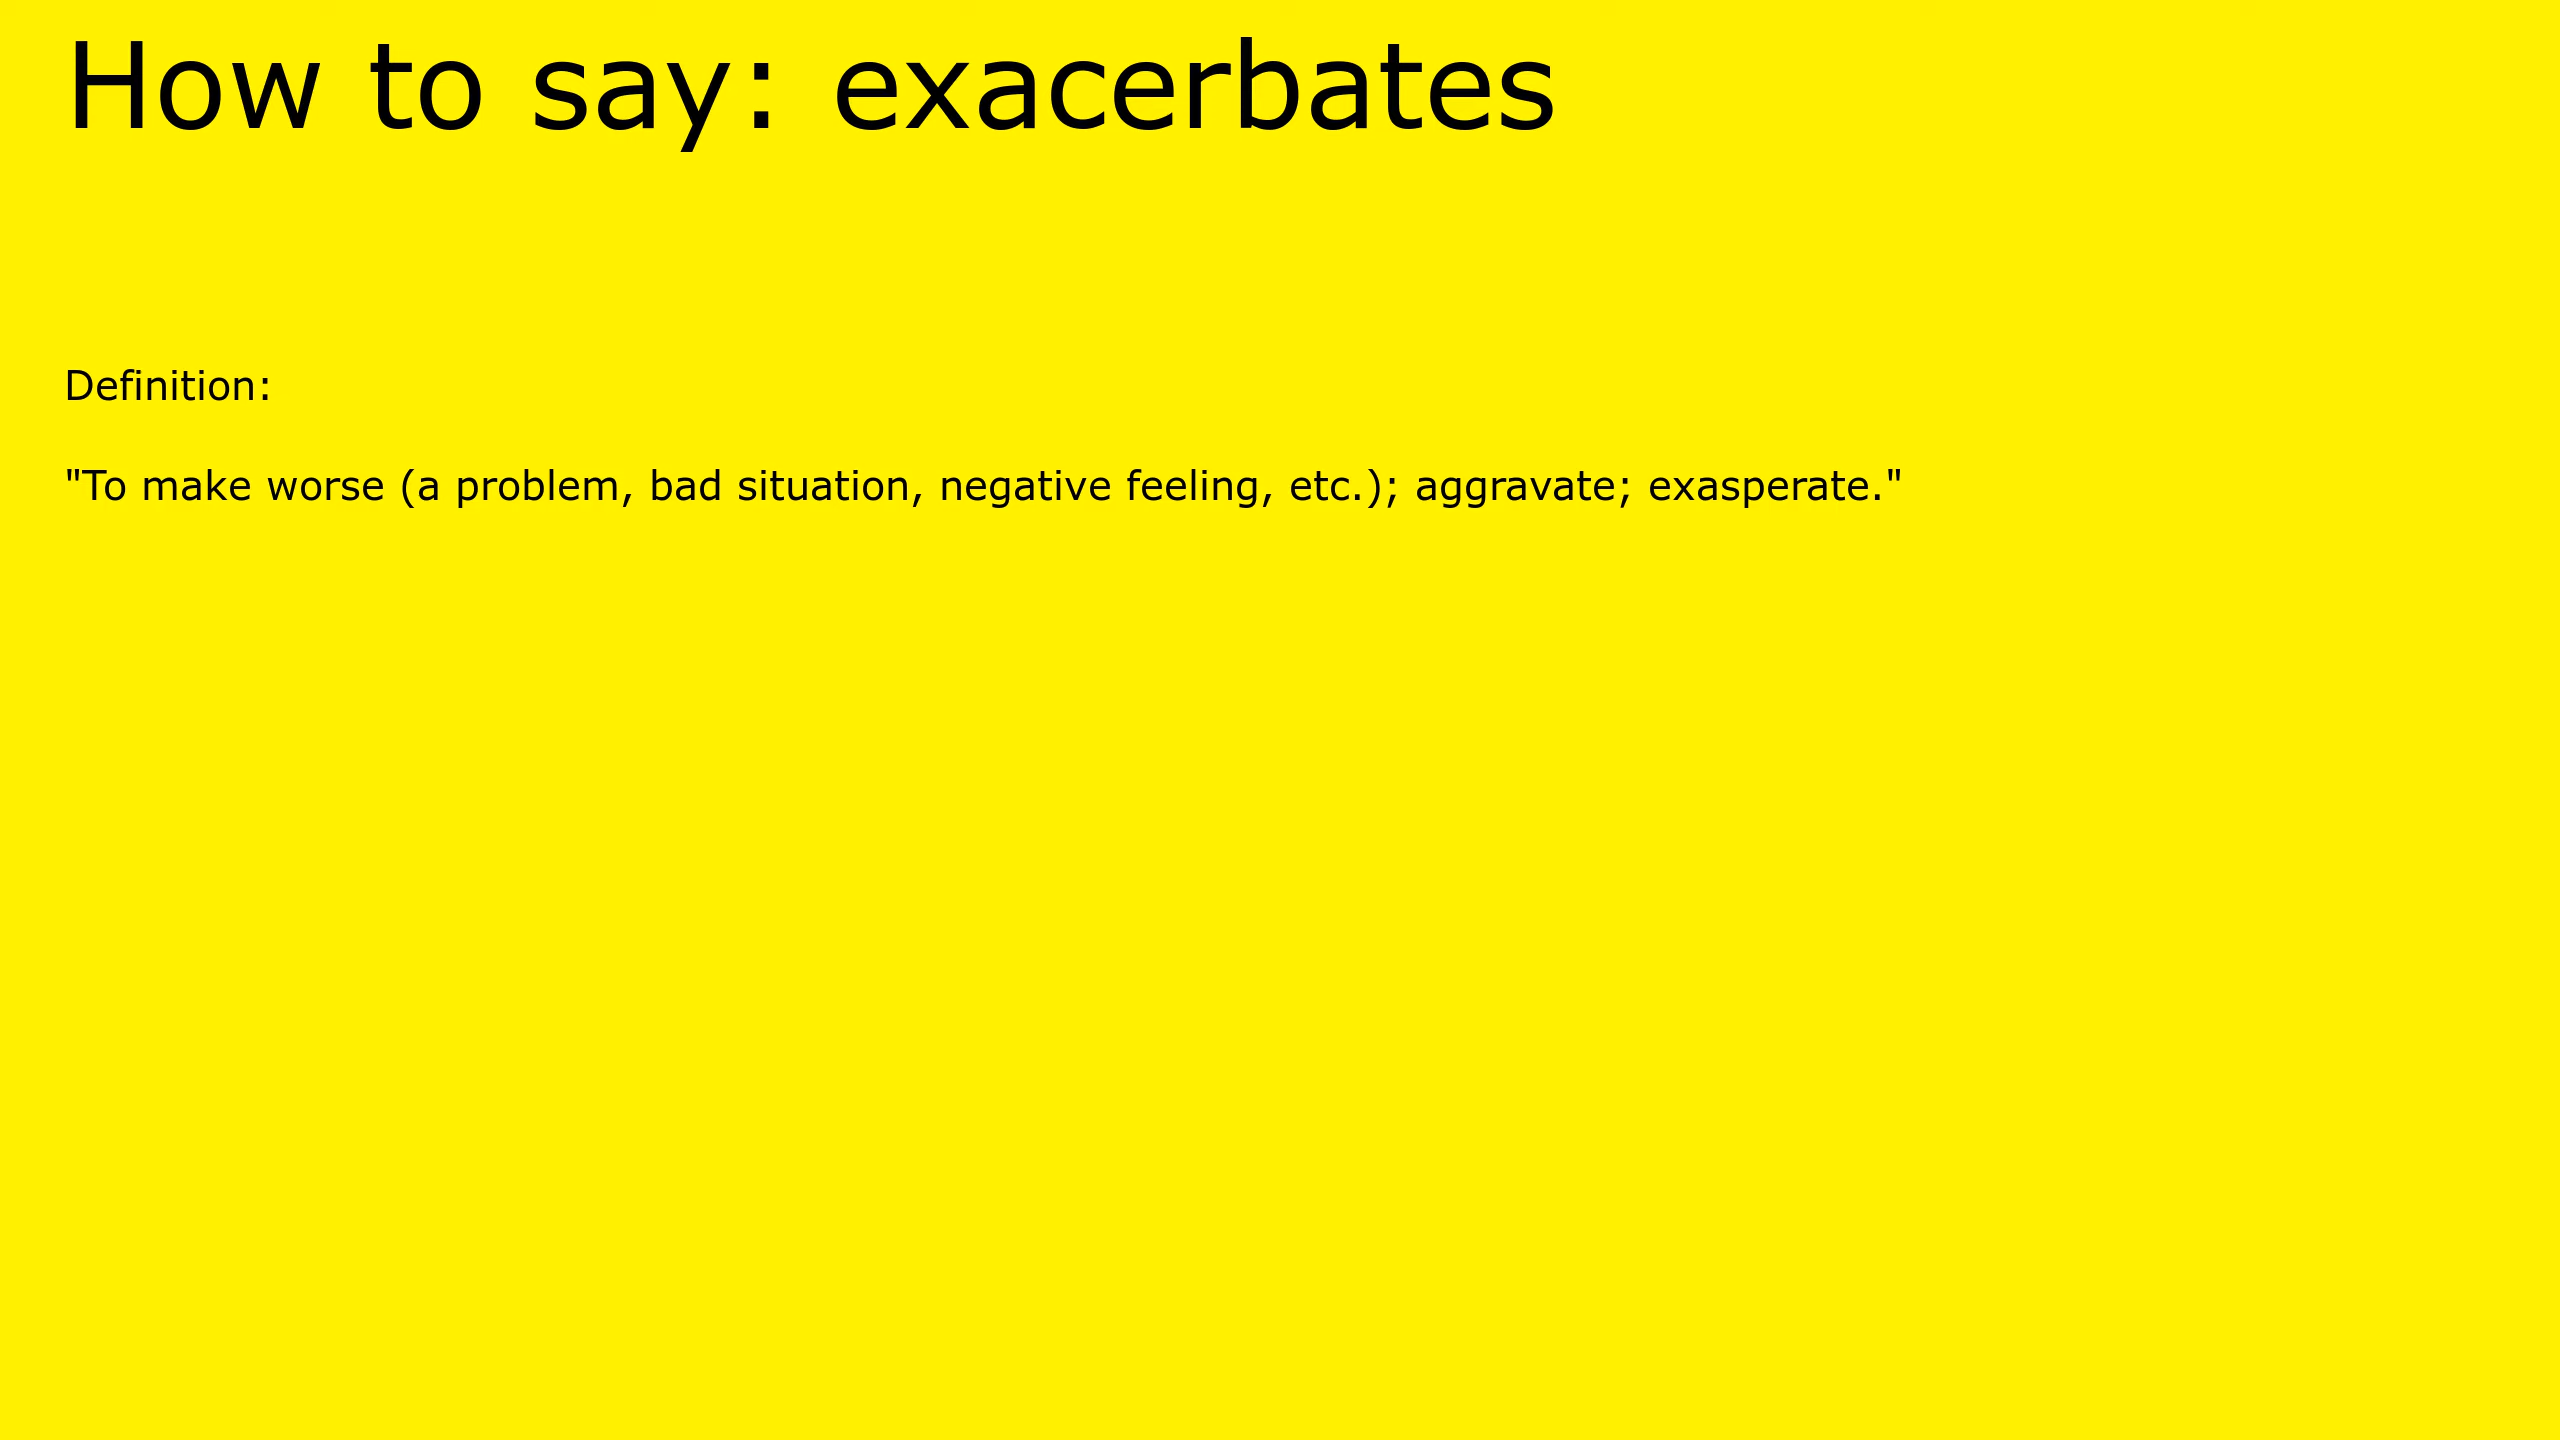 How to say: exacerbates
Definition:
"To make worse (a problem, bad situation, negative feeling, etc.); aggravate; exasperate."